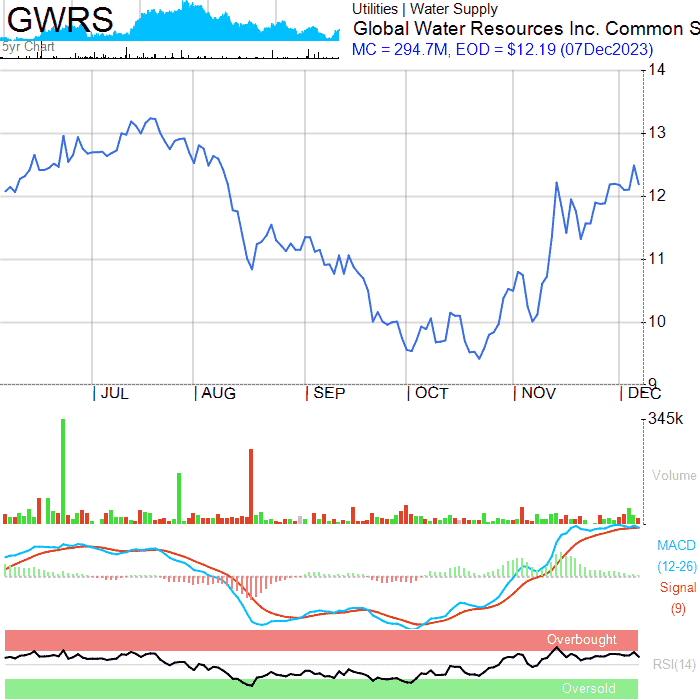 GWRS
5yr Chart
Utilities | Water Supply
Global Water Resources Inc. Common S
MC = 294.7M, EOD = $12.19 (07Dec2023)
14
13
12
11
10
9
JUL AUG SEP OCT NOV DEC
345k
Volume
MACD
(12-26)
Signal
(9)
Overbought
RSI(14)
Oversold